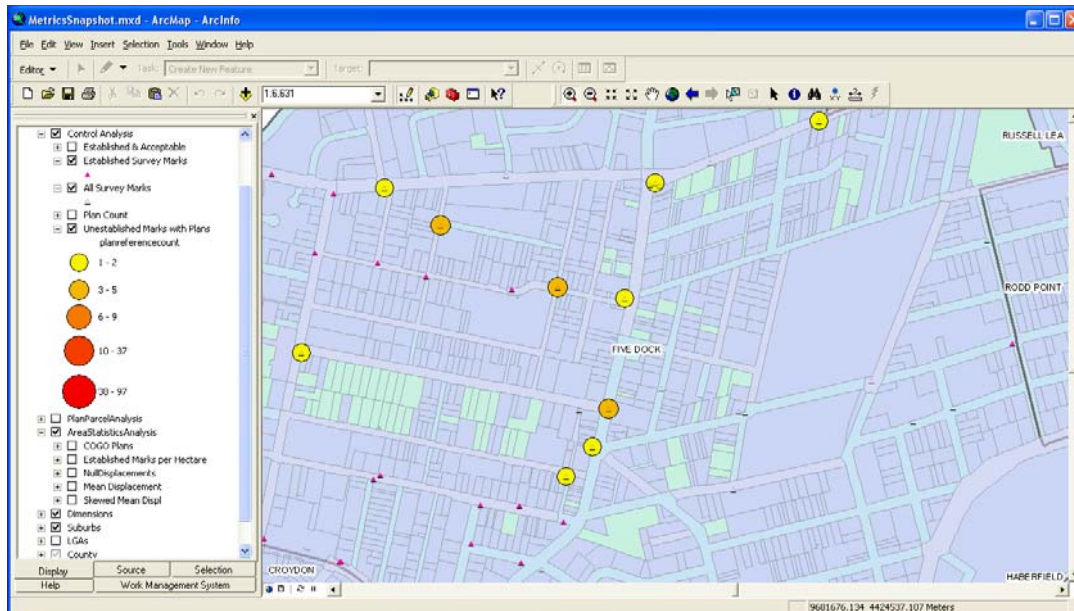 MetricsSnapshot.mxd - ArcMap - ArcInfo
File Edit View Insert Selection Tools Window Help
Editor Task: Create New Feature Target:
1:6,631
Control Analysis
Established & Acceptable
Established Survey Marks
All Survey Marks
Plan Count
Unestablished Marks with Plans
planreferencecount
1 - 2
3 - 5
6 - 9
10 - 37
38 - 97
PlanParcelAnalysis
AreaStatisticsAnalysis
COGO Plans
Established Marks per Hectare
NullDisplacements
Mean Displacement
Skewed Mean Displ
Dimensions
Suburbs
LGAs
County
Display Source Selection
Help Work Management System
RUSSELL LEA
RODD POINT
FIVE DOCK
CROYDON
HABERFIELD
9681676.134 4424537.107 Meters